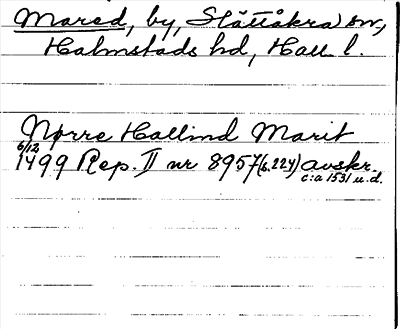 Mared, by, Slättåkra sn,
Halmstads hd, Hall l.
Nørre Hallind Marit
6/12
1499 Rep. II nr 8957 (s. 224) avskr.
c:a 1531 u.d.